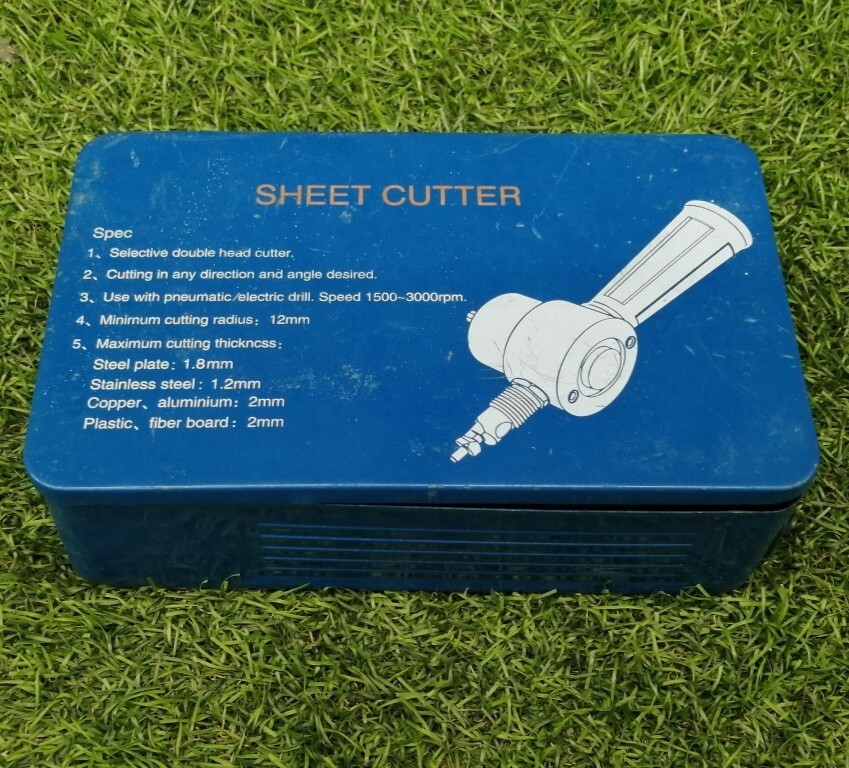 SHEET CUTTER
Spec
1、Selective double head cutter.
2、Cutting in any direction and angle desired.
3、Use with pneumatic/electric drill. Speed 1500~3000rpm.
4、Minimum cutting radius: 12mm
5、Maximum cutting thickncss:
Steel plate: 1.8mm
Stainless steel: 1.2mm
Copper、aluminium: 2mm
Plastic、fiber board: 2mm